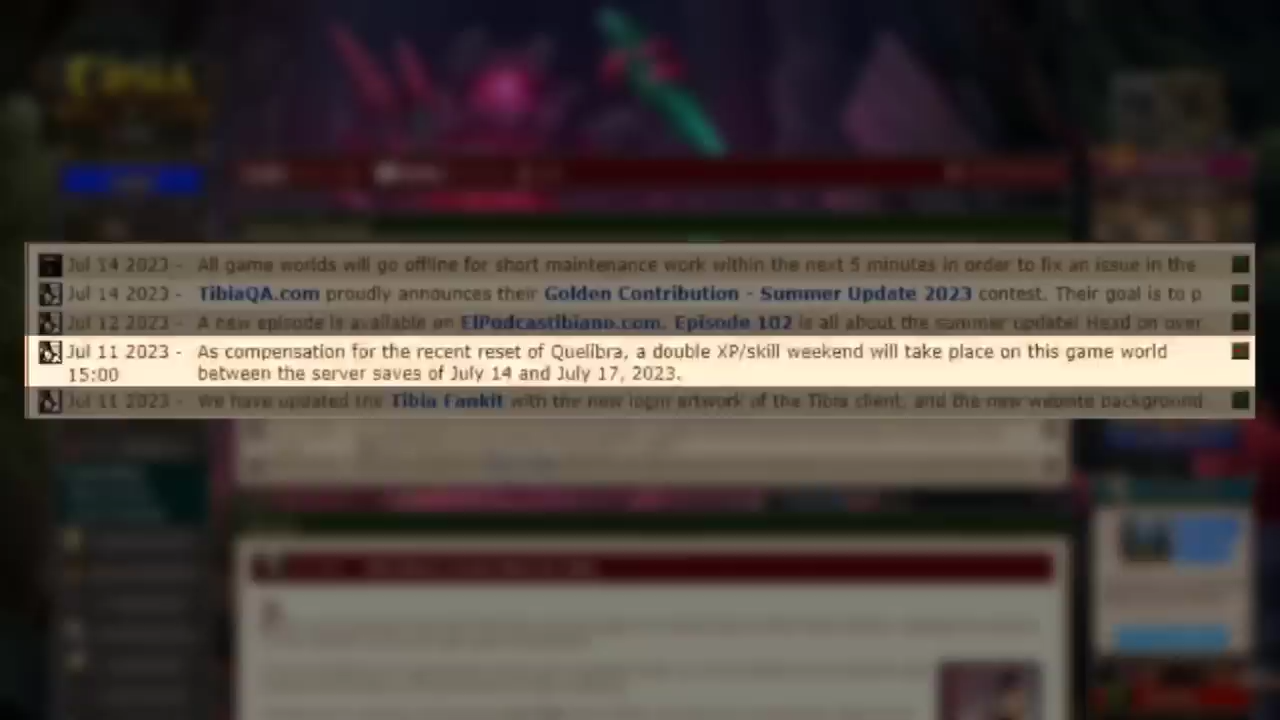 Tibia
Jul 14 2023 - All game worlds will go offline for short maintenance work within the next 5 minutes in order to fix an issue in the
Jul 14 2023 - TibiaQA.com proudly announces their Golden Contribution - Summer Update 2023 contest. Their goal is to p
Jul 12 2023 - A new episode is available on ElPodcastibiano.com. Episode 102 is all about the summer update! Head on over
Jul 11 2023 - As compensation for the recent reset of Quelibra, a double XP/skill weekend will take place on this game world
15:00 between the server saves of July 14 and July 17, 2023.
Jul 11 2023 - We have updated the Tibia Fankit with the new login artwork of the Tibia client, and the new website background